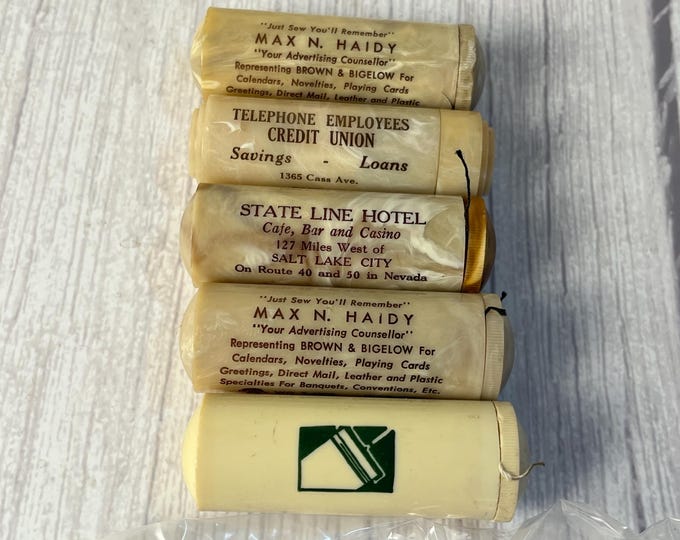 "Just Sew You'll Remember"
MAX N. HAIDY
"Your Advertising Counsellor"
Representing BROWN & BIGELOW For
Calendars, Novelties, Playing Cards
Greetings, Direct Mail, Leather and Plastic
TELEPHONE EMPLOYEES
CREDIT UNION
Savings - Loans
1365 Cass Ave.
STATE LINE HOTEL
Cafe, Bar and Casino
127 Miles West of
SALT LAKE CITY
On Route 40 and 50 in Nevada
"Just Sew You'll Remember"
MAX N. HAIDY
"Your Advertising Counsellor"
Representing BROWN & BIGELOW For
Calendars, Novelties, Playing Cards
Greetings, Direct Mail, Leather and Plastic
Specialties For Banquets, Conventions, Etc.